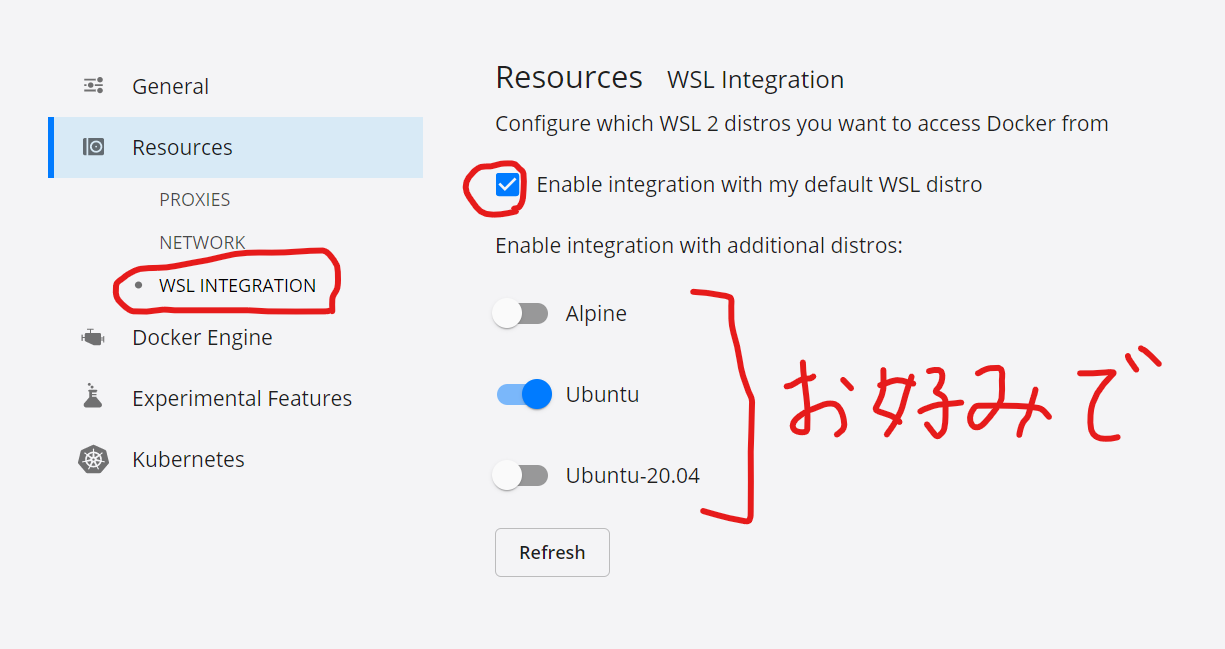 General
Resources
PROXIES
NETWORK
WSL INTEGRATION
Docker Engine
Experimental Features
Kubernetes
Resources WSL Integration
Configure which WSL 2 distros you want to access Docker from
Enable integration with my default WSL distro
Enable integration with additional distros:
Alpine
Ubuntu
Ubuntu-20.04
お好みで
Refresh